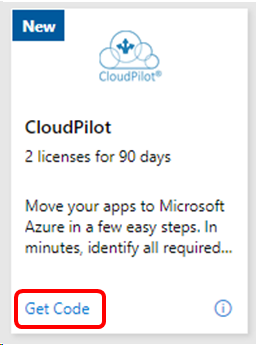 New
CloudPilot®
CloudPilot
2 licenses for 90 days
Move your apps to Microsoft
Azure in a few easy steps. In
minutes, identify all required...
Get Code